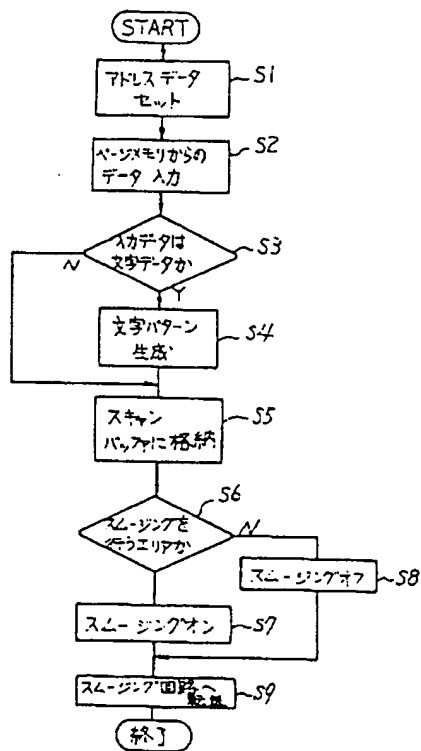 START
アドレスデータ
セット
S1
ページメモリからの
データ入力
S2
入力データは
文字データか
S3
N
Y
文字パターン
生成
S4
スキャン
バッファに格納
S5
スムージングを
行うエリアか
S6
N
スムージングオフ
S8
スムージングオン
S7
スムージング回路へ
転送
S9
終了